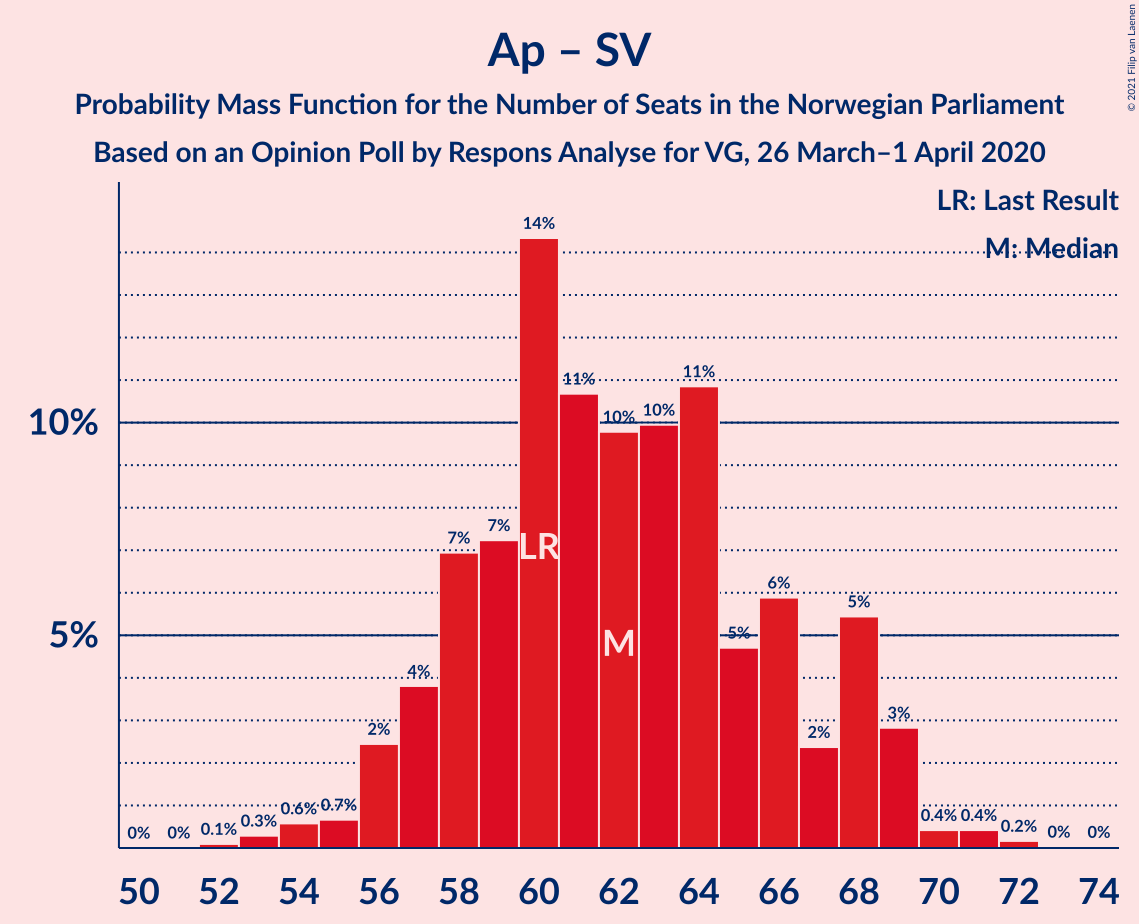 Ap – SV
Probability Mass Function for the Number of Seats in the Norwegian Parliament
Based on an Opinion Poll by Respons Analyse for VG, 26 March–1 April 2020
© 2021 Filip van Laenen
LR: Last Result
M: Median
10%
5%
0% 0% 0.1% 0.3% 0.6% 0.7% 2% 4% 7% 7% 14% 11% 10% 10% 11% 5% 6% 2% 5% 3% 0.4% 0.4% 0.2% 0% 0%
LR
M
50 52 54 56 58 60 62 64 66 68 70 72 74